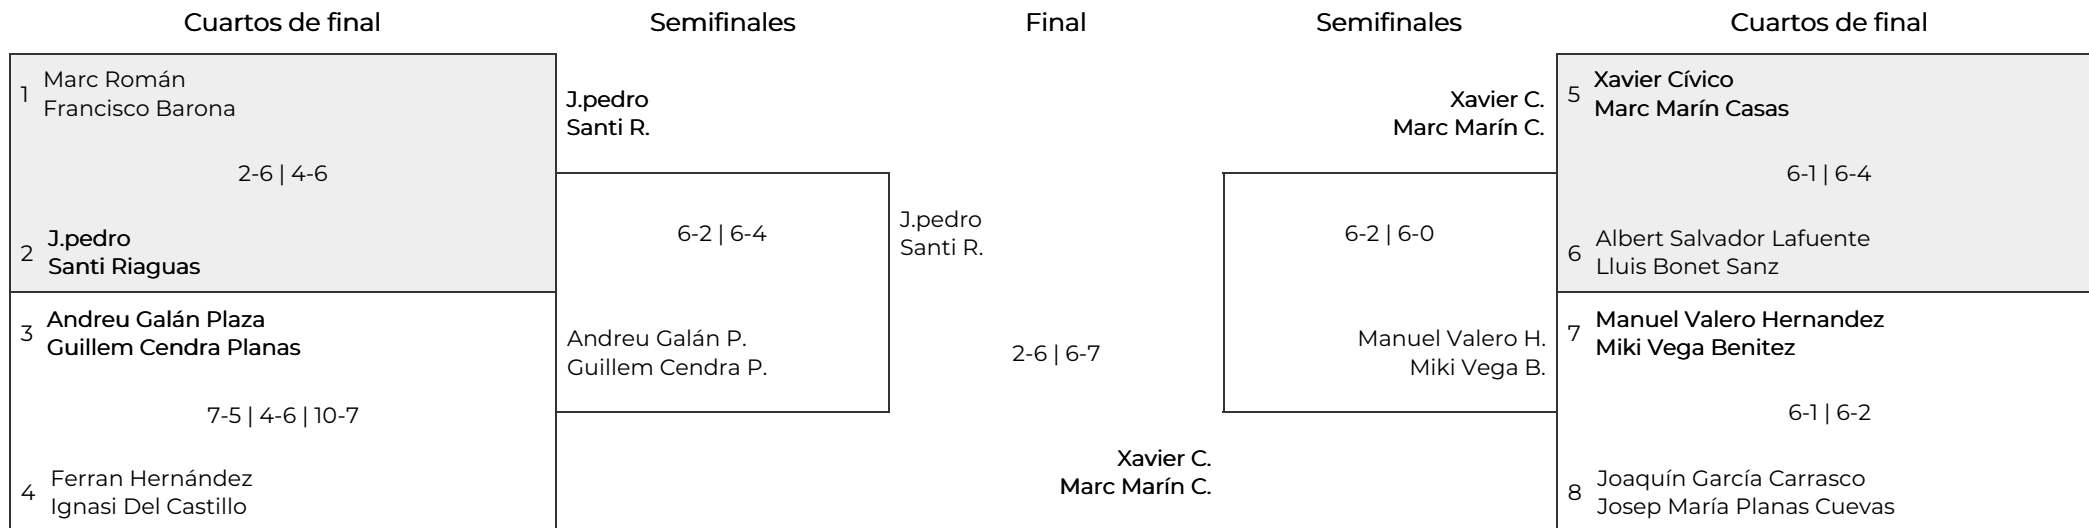 Cuartos de final
Semifinales
Final
Semifinales
Cuartos de final
1
Marc Román
Francisco Barona
2-6 | 4-6
2
J.pedro
Santi Riaguas
3
Andreu Galán Plaza
Guillem Cendra Planas
7-5 | 4-6 | 10-7
4
Ferran Hernández
Ignasi Del Castillo
J.pedro
Santi R.
6-2 | 6-4
Andreu Galán P.
Guillem Cendra P.
J.pedro
Santi R.
2-6 | 6-7
Xavier C.
Marc Marín C.
Xavier C.
Marc Marín C.
6-2 | 6-0
Manuel Valero H.
Miki Vega B.
5
Xavier Cívico
Marc Marín Casas
6-1 | 6-4
6
Albert Salvador Lafuente
Lluis Bonet Sanz
7
Manuel Valero Hernandez
Miki Vega Benitez
6-1 | 6-2
8
Joaquín García Carrasco
Josep María Planas Cuevas